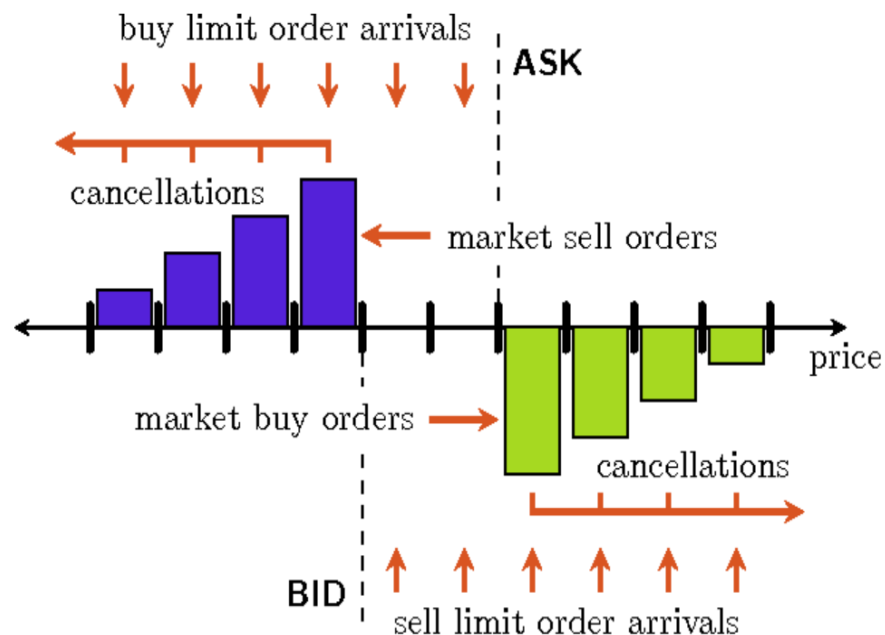 buy limit order arrivals
ASK
cancellations
market sell orders
price
market buy orders
cancellations
BID
sell limit order arrivals